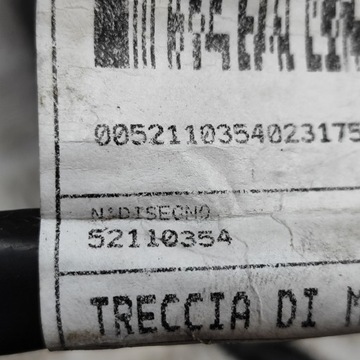 0052110354023175
N°DISEGNO
52110354
TRECCIA DI M